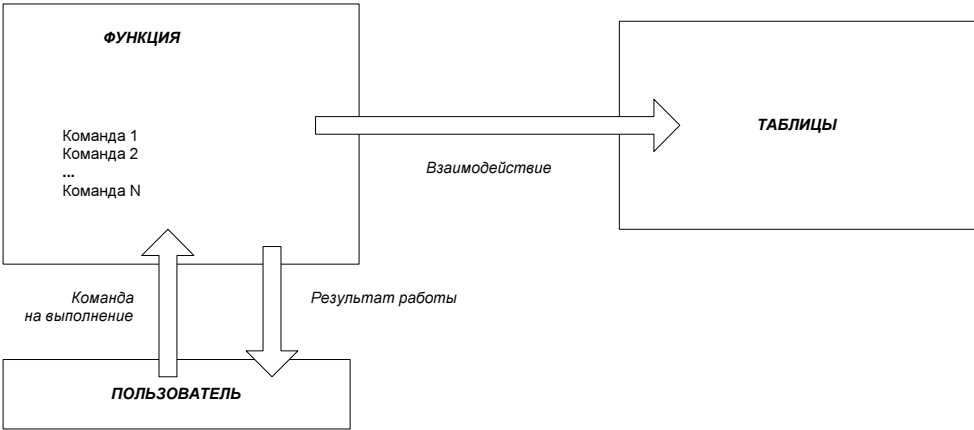 ФУНКЦИЯ
Команда 1
Команда 2
...
Команда N
ТАБЛИЦЫ
Взаимодействие
Команда
на выполнение
Результат работы
ПОЛЬЗОВАТЕЛЬ